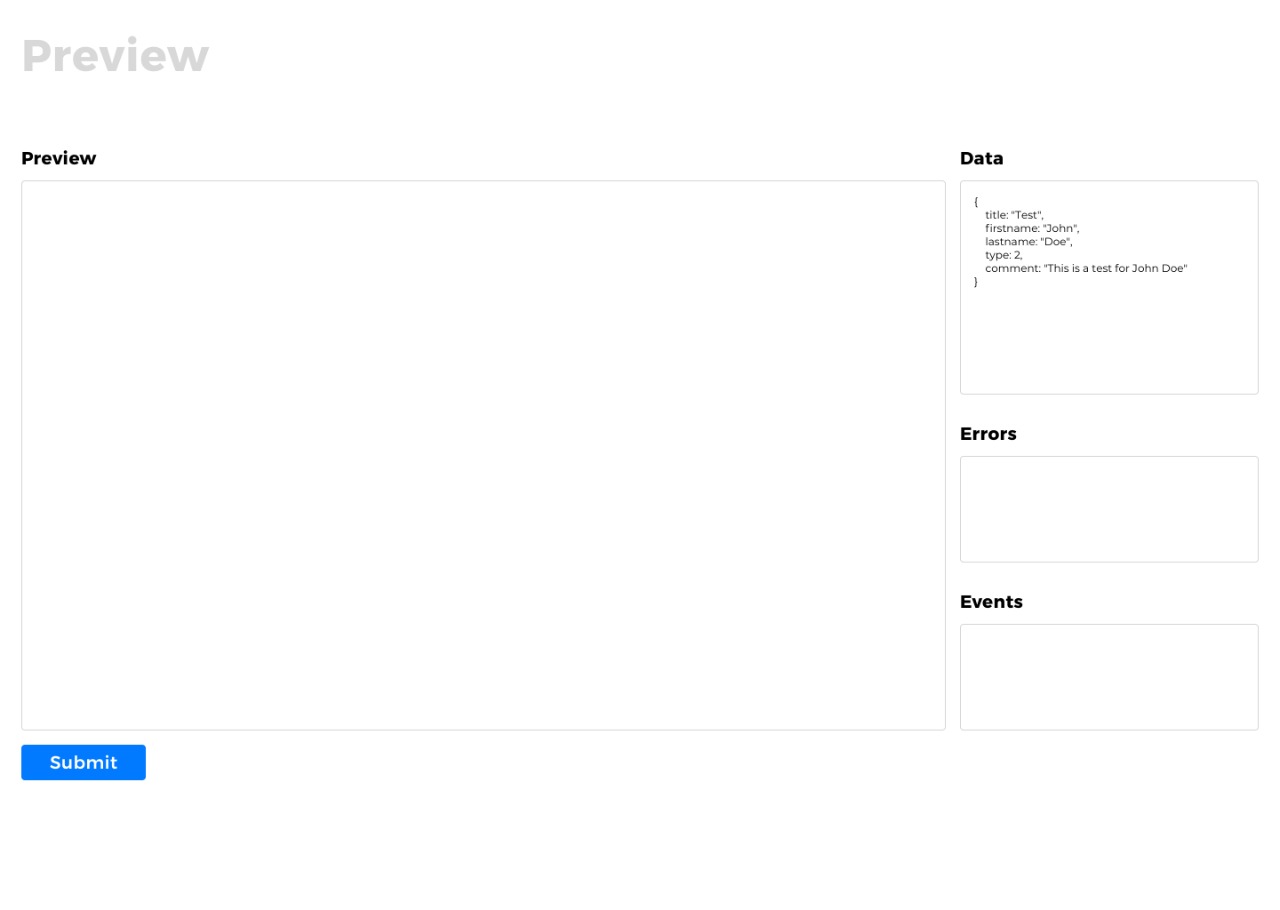 Preview
Preview
Data
{
title: "Test",
firstname: "John",
lastname: "Doe",
type: 2,
comment: "This is a test for John Doe"
}
Errors
Events
Submit